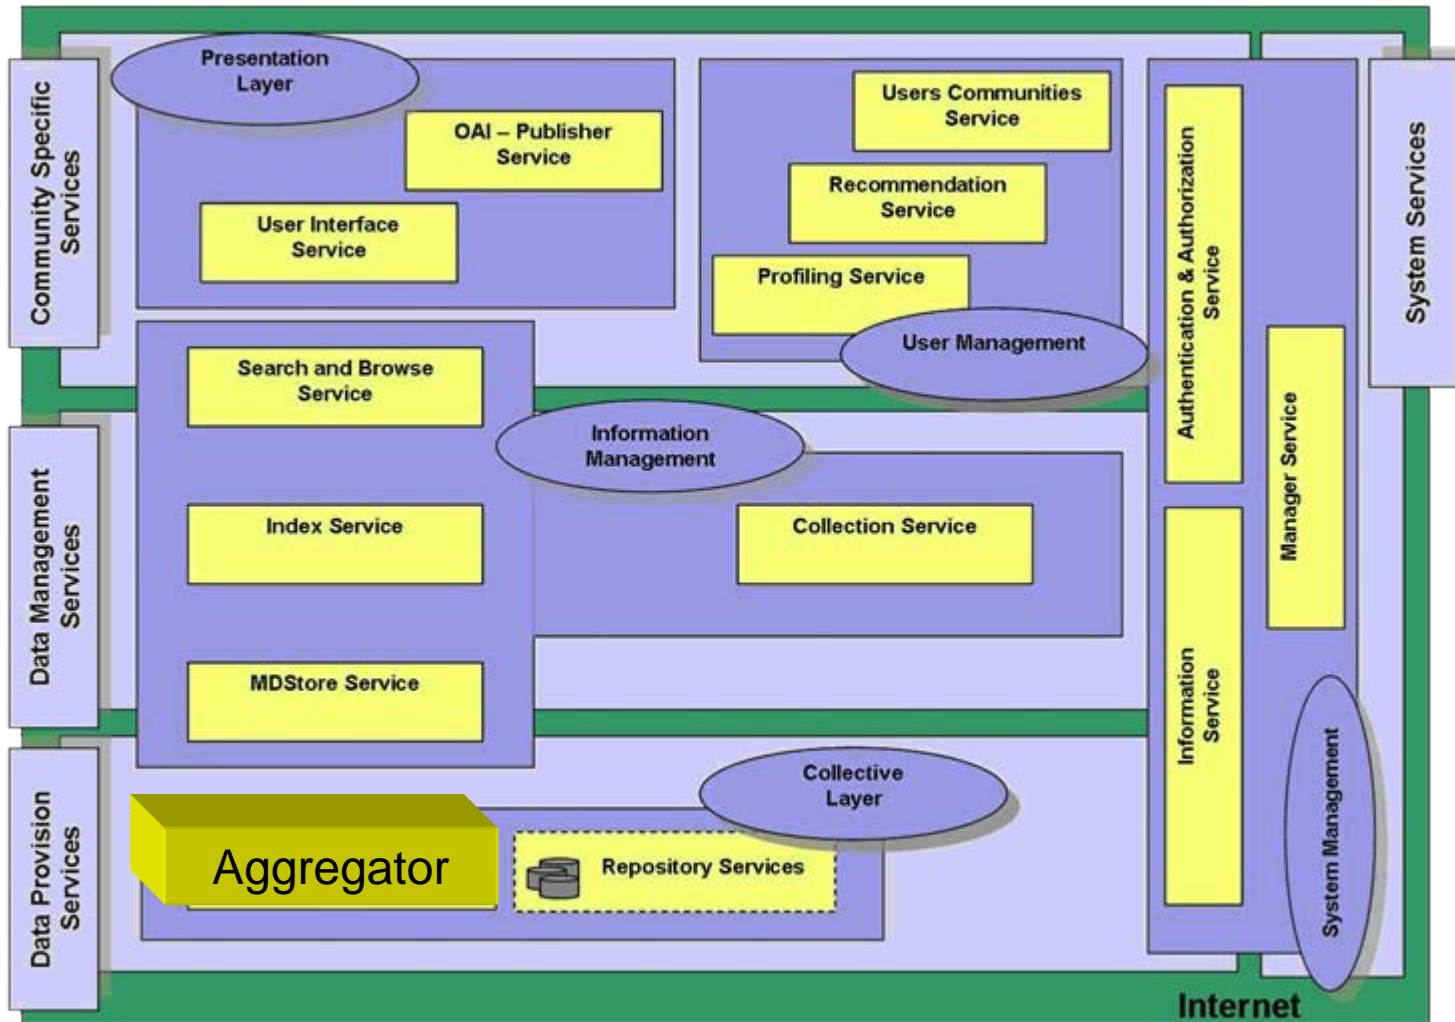 Presentation
Layer
OAI – Publisher
Service
User Interface
Service
Users Communities
Service
Recommendation
Service
Profiling Service
User Management
Community Specific
Services
System Services
Authentication & Authorization
Service
Manager Service
Search and Browse
Service
Information
Management
Index Service
Collection Service
MDStore Service
Data Management
Services
Information
Service
System Management
Collective
Layer
Aggregator
Repository Services
Data Provision
Services
Internet